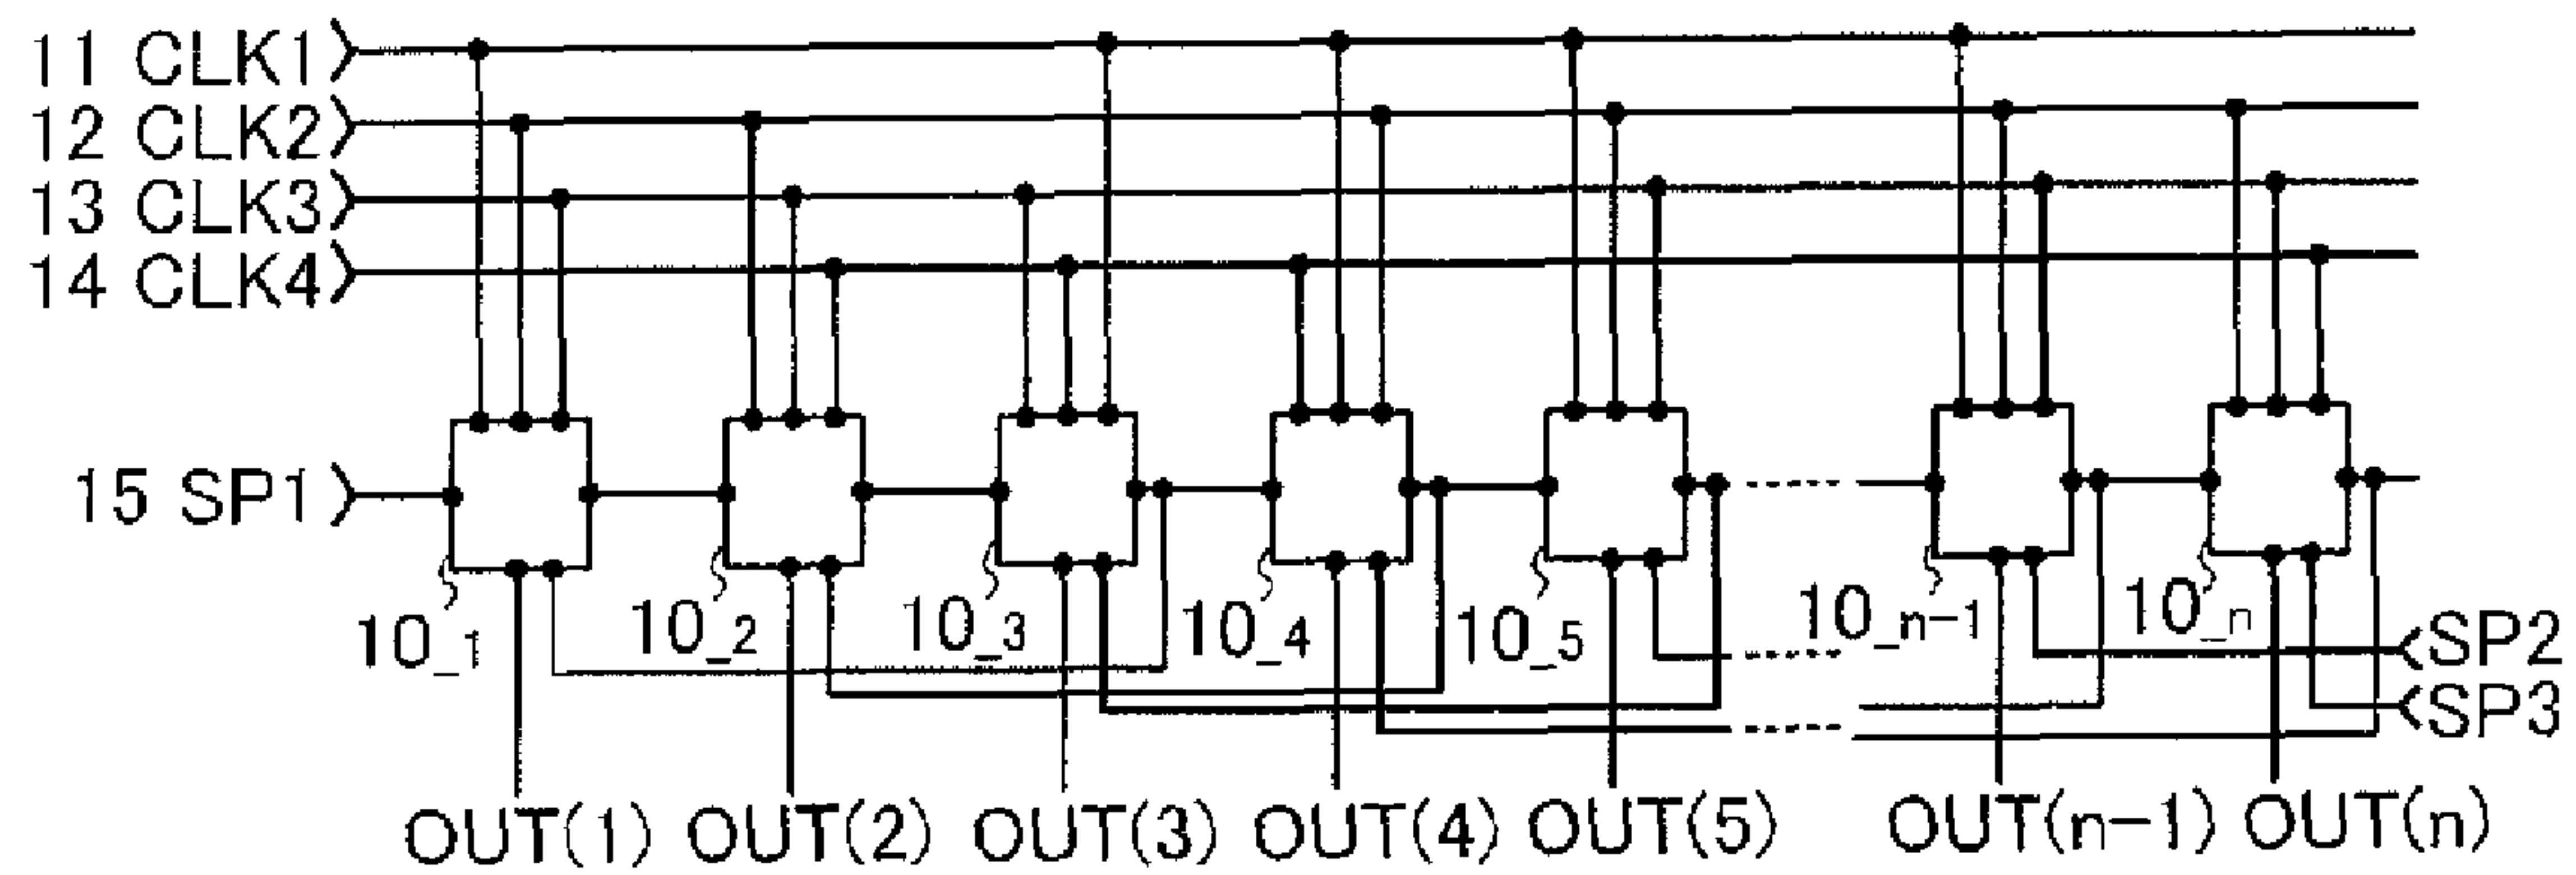 11 CLK1
12 CLK2
13 CLK3
14 CLK4
15 SP1
10_1
10_2
10_3
10_4
10_5
10_n-1
10_n
SP2
SP3
OUT(1) OUT(2) OUT(3) OUT(4) OUT(5) OUT(n-1) OUT(n)